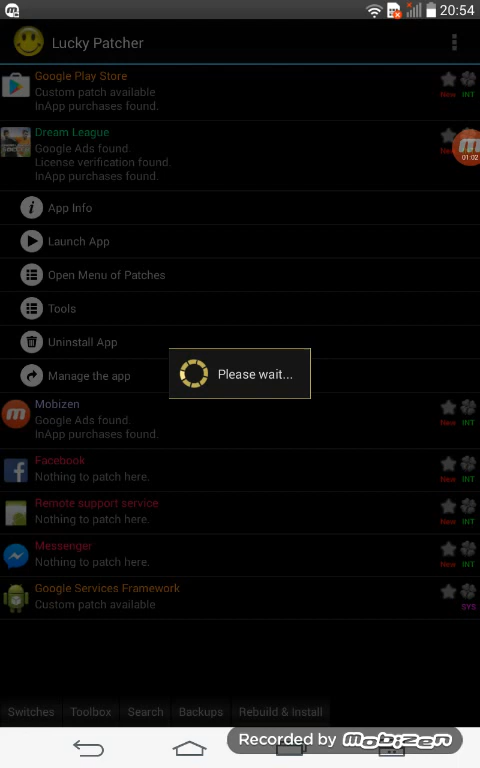 20:54
Lucky Patcher
Google Play Store
Custom patch available
InApp purchases found.
New INT
Dream League
Google Ads found.
License verification found.
InApp purchases found.
01:02
App Info
Launch App
Open Menu of Patches
Tools
Uninstall App
Please wait...
Manage the app
Mobizen
Google Ads found.
InApp purchases found.
New INT
Facebook
Nothing to patch here.
New INT
Remote support service
Nothing to patch here.
New INT
Messenger
Nothing to patch here.
New INT
Google Services Framework
Custom patch available
SYS
Switches Toolbox Search Backups Rebuild & Install
Recorded by mobizen